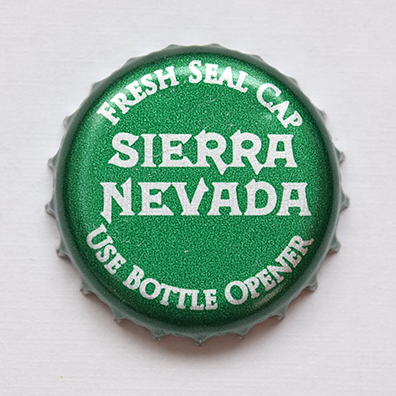 FRESH SEAL CAP
SIERRA
NEVADA
USE BOTTLE OPENER